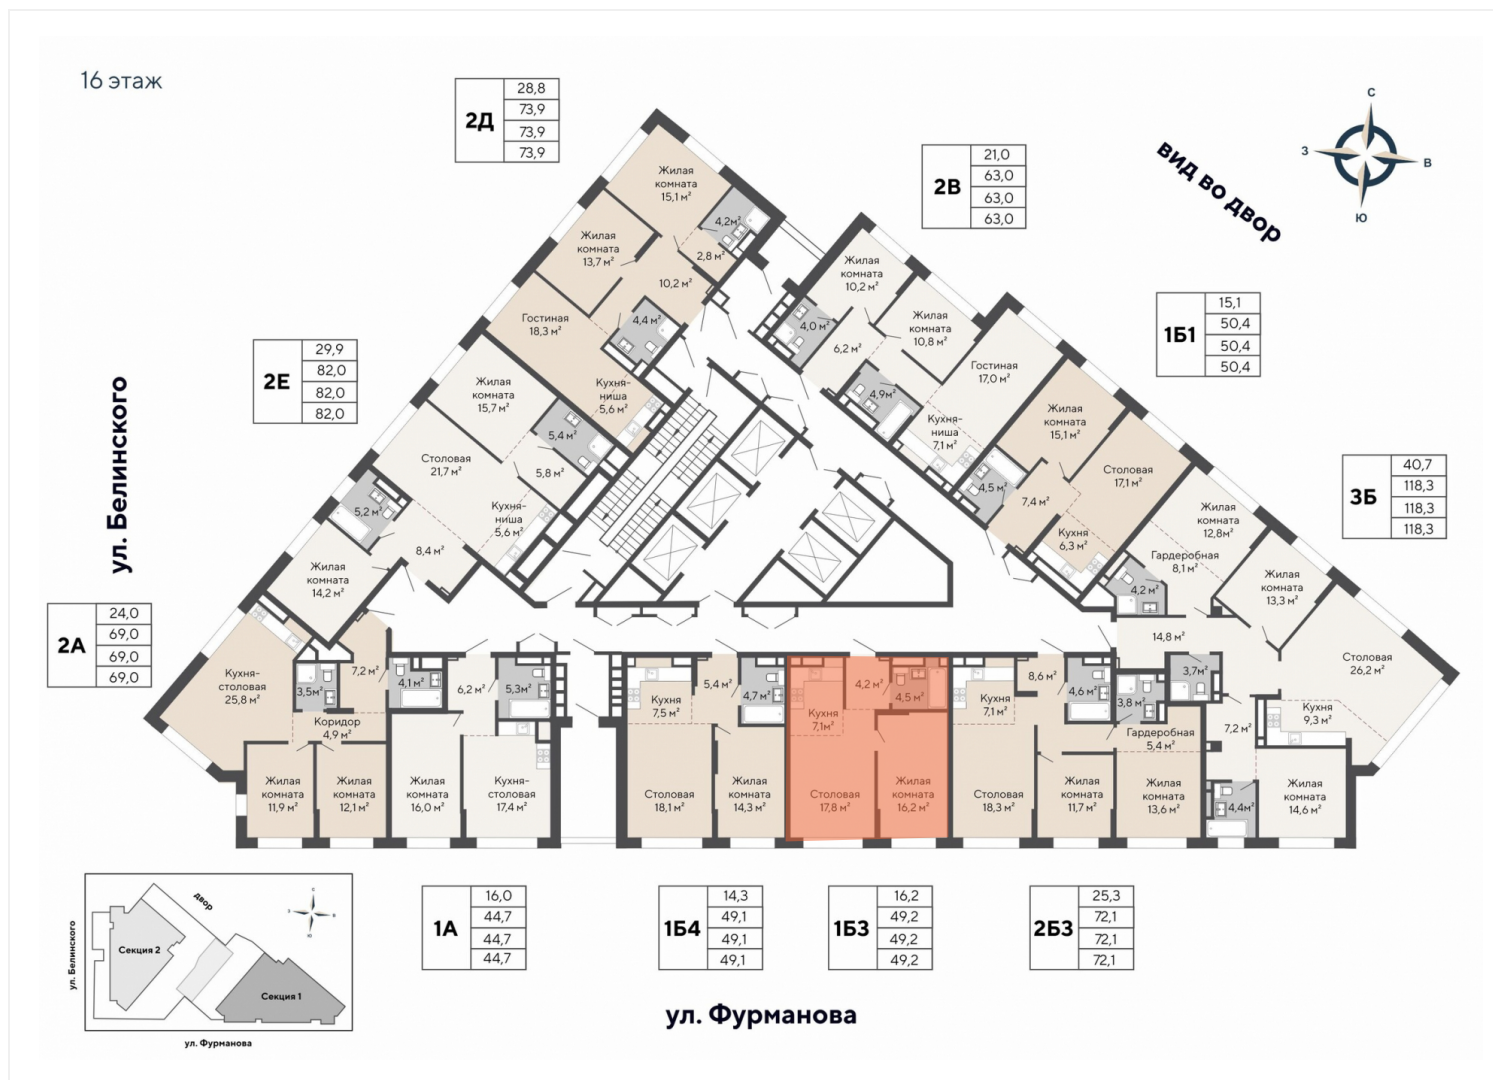 16 этаж
2Д
28,8
73,9
73,9
73,9
2В
21,0
63,0
63,0
63,0
С
З
В
Ю
вид во двор
1Б1
15,1
50,4
50,4
50,4
2Е
29,9
82,0
82,0
82,0
3Б
40,7
118,3
118,3
118,3
2А
24,0
69,0
69,0
69,0
ул. Белинского
Жилая
комната
15,1 м²
4,2м²
2,8 м²
Жилая
комната
13,7 м²
10,2 м²
Гостиная
18,3 м²
4,4 м²
Кухня-
ниша
5,6 м²
Жилая
комната
15,7 м²
5,4 м²
5,8 м²
Столовая
21,7 м²
Кухня-
ниша
5,6 м²
5,2 м²
8,4 м²
Жилая
комната
14,2 м²
Жилая
комната
10,2 м²
4,0 м²
6,2 м²
Жилая
комната
10,8 м²
4,9м²
Гостиная
17,0 м²
Кухня-
ниша
7,1 м²
Жилая
комната
15,1 м²
4,5 м²
7,4 м²
Столовая
17,1 м²
Кухня
6,3 м²
Жилая
комната
12,8м²
Гардеробная
8,1 м²
4,2 м²
Жилая
комната
13,3 м²
14,8 м²
3,7м²
Столовая
26,2 м²
Кухня
9,3 м²
7,2 м²
4,4м²
Жилая
комната
14,6 м²
Кухня-
столовая
25,8 м²
3,5м²
7,2 м²
Коридор
4,9 м²
Жилая
комната
11,9 м²
Жилая
комната
12,1 м²
4,1 м²
6,2 м²
5,3м²
Жилая
комната
16,0 м²
Кухня-
столовая
17,4 м²
Кухня
7,5 м²
5,4 м²
4,7 м²
Столовая
18,1 м²
Жилая
комната
14,3 м²
Кухня
7,1м²
4,2 м²
4,5 м²
Столовая
17,8 м²
Жилая
комната
16,2 м²
Кухня
7,1 м²
8,6 м²
4,6 м²
3,8 м²
Гардеробная
5,4 м²
Столовая
18,3 м²
Жилая
комната
11,7 м²
Жилая
комната
13,6 м²
1А
16,0
44,7
44,7
44,7
1Б4
14,3
49,1
49,1
49,1
1Б3
16,2
49,2
49,2
49,2
2Б3
25,3
72,1
72,1
72,1
ул. Фурманова
двор
С
З
В
Ю
ул. Белинского
Секция 2
Секция 1
ул. Фурманова